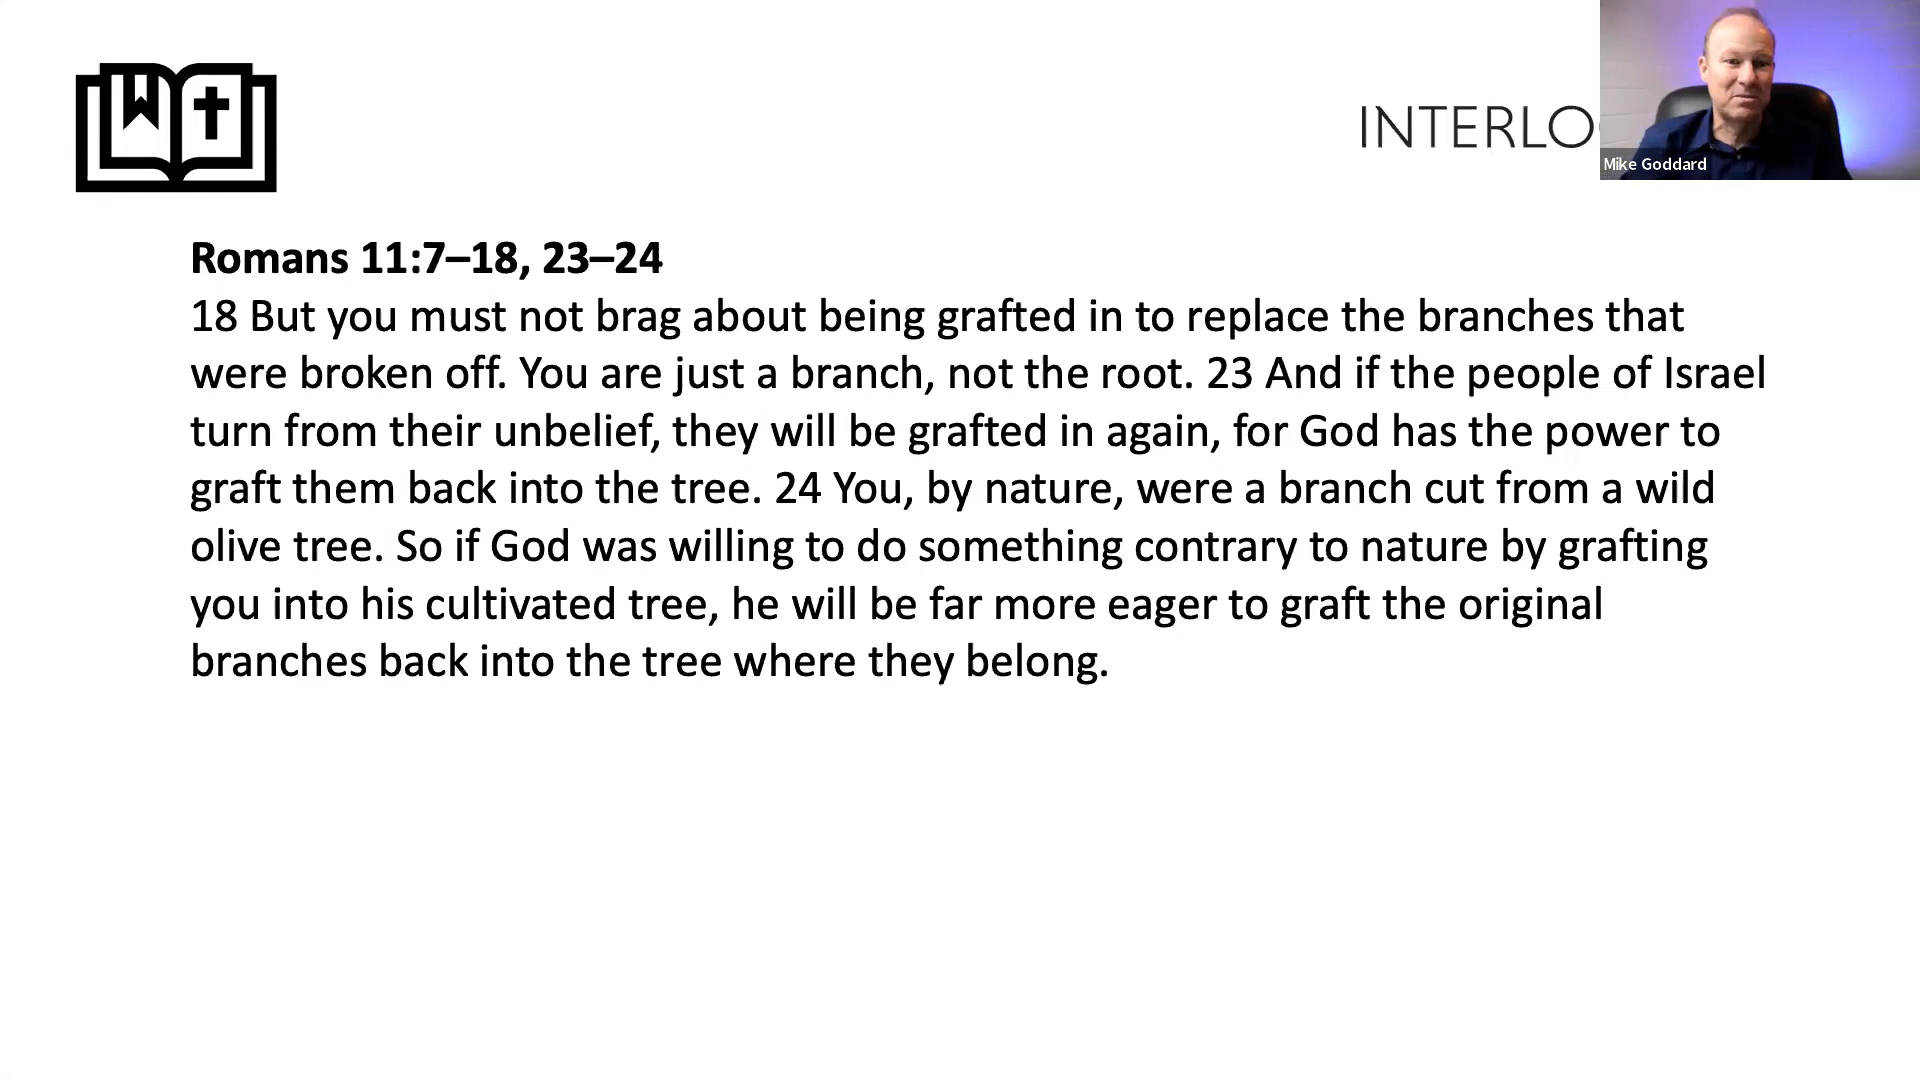 INTERLO
Mike Goddard
Romans 11:7–18, 23–24
18 But you must not brag about being grafted in to replace the branches that
were broken off. You are just a branch, not the root. 23 And if the people of Israel
turn from their unbelief, they will be grafted in again, for God has the power to
graft them back into the tree. 24 You, by nature, were a branch cut from a wild
olive tree. So if God was willing to do something contrary to nature by grafting
you into his cultivated tree, he will be far more eager to graft the original
branches back into the tree where they belong.